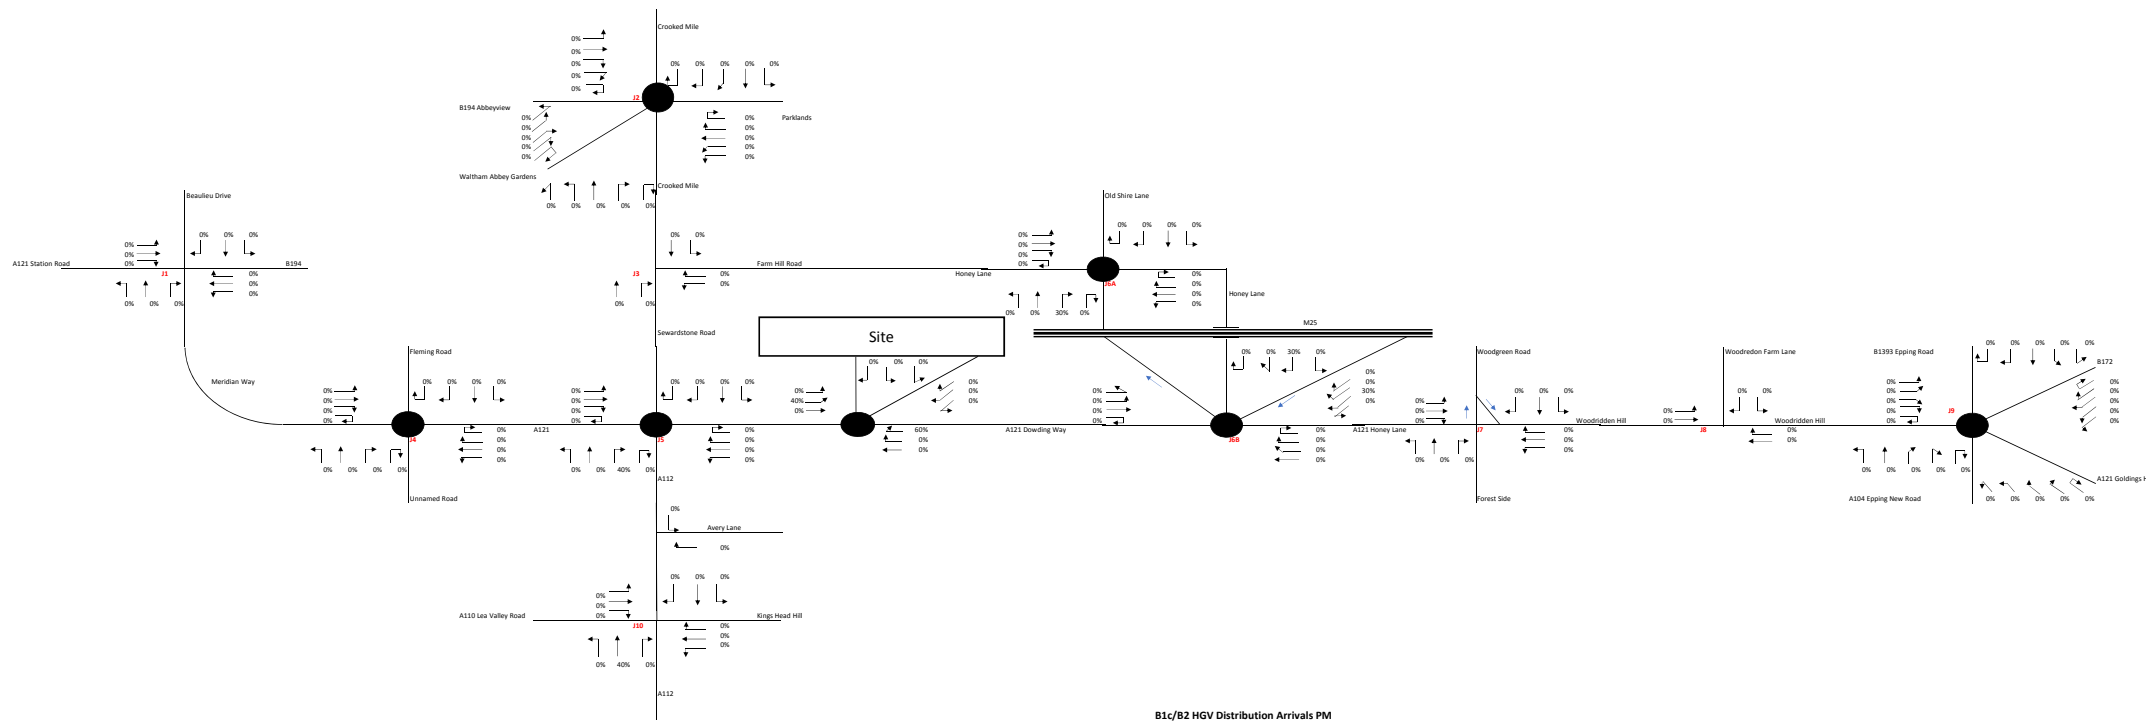 Crooked Mile
0%
0%
0%
0%
0%
0% 0% 0% 0% 0%
J2
B194 Abbeyview
Parklands
0%
0%
0%
0%
0%
0%
0%
0%
0%
0%
Waltham Abbey Gardens
Crooked Mile
0% 0% 0% 0% 0%
Beaulieu Drive
0%
0%
0%
0% 0% 0%
A121 Station Road
J1
B194
0%
0%
0%
0% 0% 0%
0% 0%
J3
Farm Hill Road
0%
0%
0% 0%
Old Shire Lane
0%
0%
0%
0%
0% 0% 0% 0%
Honey Lane
J6A
0%
0%
0%
0%
0% 0% 30% 0%
Honey Lane
M25
Sewardstone Road
Site
Meridian Way
Fleming Road
0%
0%
0%
0%
0% 0% 0% 0%
J4
0%
0%
0%
0%
0% 0% 0% 0%
Unnamed Road
A121
0%
0%
0%
0%
0% 0% 0% 0%
J5
0%
0%
0%
0%
0% 0% 40% 0%
A112
0% 0% 0%
0%
40%
0%
0%
0%
0%
60%
0%
0%
A121 Dowding Way
0%
0%
0%
0%
0% 0% 30% 0%
0%
0%
30%
0%
J6B
0%
0%
0%
0%
A121 Honey Lane
Woodgreen Road
0%
0%
0%
0% 0% 0%
J7
0%
0%
0%
0% 0% 0%
Forest Side
Woodridden Hill
Woodredon Farm Lane
0%
0% 0%
J8
0%
0%
Woodridden Hill
B1393 Epping Road
0% 0% 0% 0% 0%
B172
0%
0%
0%
0%
0%
J9
0%
0%
0%
0%
0%
0% 0% 0% 0% 0%
A104 Epping New Road
0% 0% 0% 0% 0%
A121 Goldings H
0%
Avery Lane
0%
0% 0% 0%
0%
0%
0%
A110 Lea Valley Road
Kings Head Hill
J10
0%
0%
0%
0% 40% 0%
A112
B1c/B2 HGV Distribution Arrivals PM